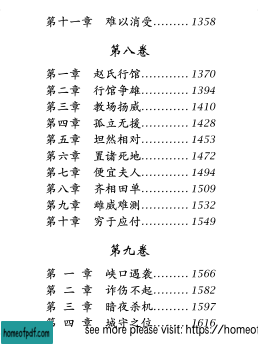 第十一章 难以消受……… 1358
第八卷
第一章 赵氏行馆………… 1370
第二章 行馆争雄………… 1394
第三章 教场扬威………… 1410
第四章 孤立无援………… 1428
第五章 坦然相对………… 1453
第六章 置诸死地………… 1472
第七章 便宜夫人………… 1494
第八章 齐相田单………… 1509
第九章 雌威难测………… 1532
第十章 穷于应付………… 1549
第九卷
第一章 峡口遇袭……… 1566
第二章 诈伤不起……… 1582
第三章 暗夜杀机……… 1597
第四章 城守之位……… 1616
homeofpdf.com
see more please visit: https://homeof